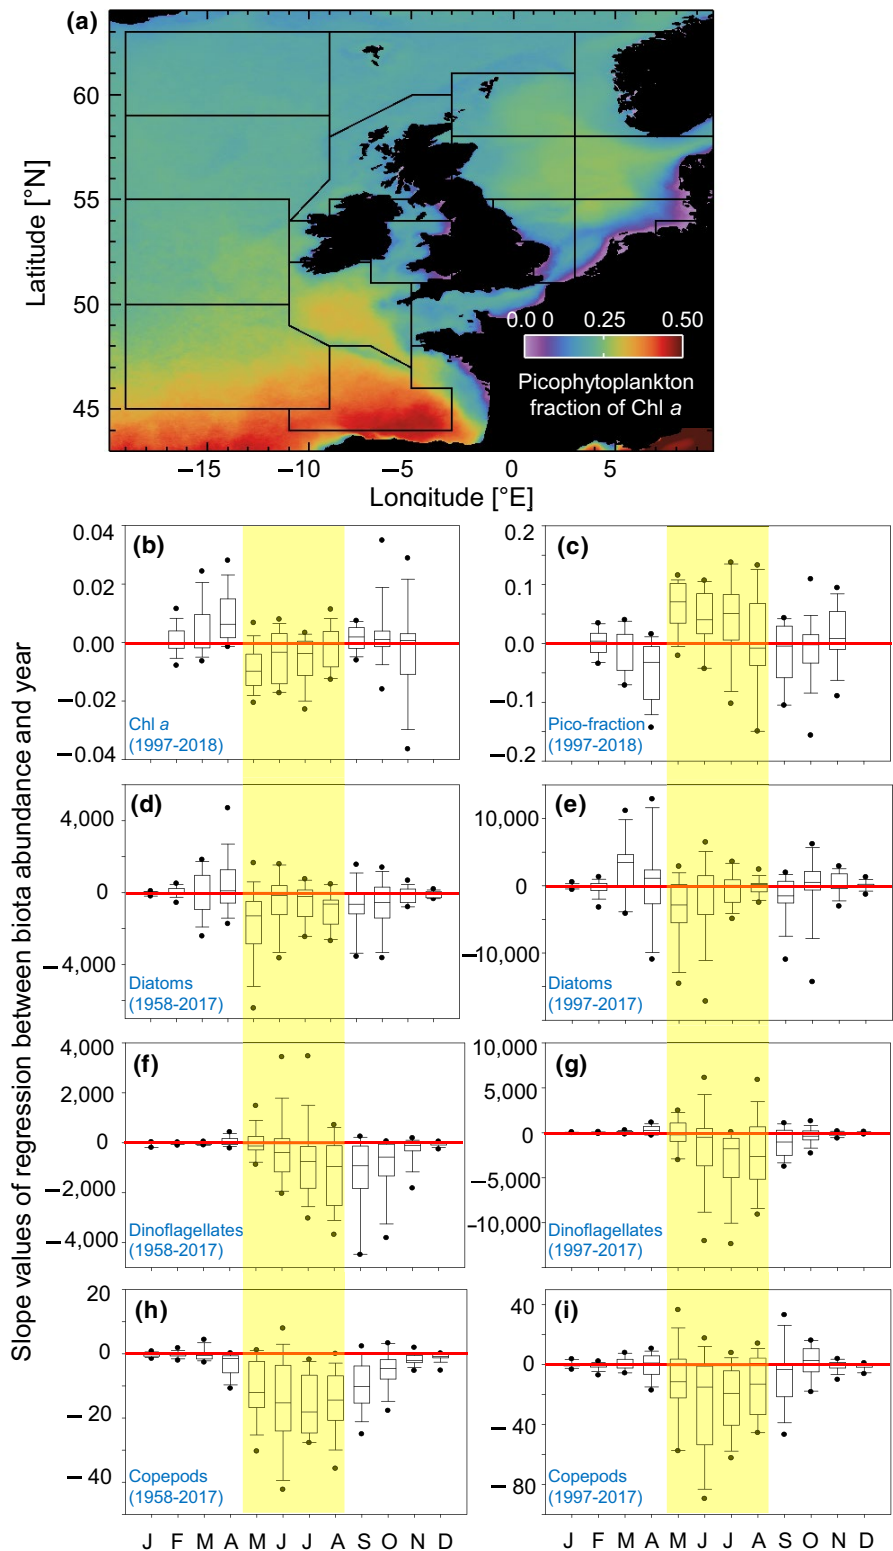 (a)
Latitude [°N]
60
55
50
45
0.0 0 0.25 0.50
Picophytoplankton
fraction of Chl a
−15 −10 −5 0 5
Longitude [°E]
Slope values of regression between biota abundance and year
(b)
0.04
0.02
0.00
−0.02
−0.04
Chl a
(1997-2018)
(c)
0.2
0.1
0.0
−0.1
−0.2
Pico-fraction
(1997-2018)
(d)
4,000
0
−4,000
Diatoms
(1958-2017)
(e)
10,000
0
−10,000
Diatoms
(1997-2017)
(f)
4,000
2,000
0
−2,000
−4,000
Dinoflagellates
(1958-2017)
(g)
10,000
5,000
0
−5,000
−10,000
Dinoflagellates
(1997-2017)
(h)
20
0
−20
−40
Copepods
(1958-2017)
(i)
40
0
−40
−80
Copepods
(1997-2017)
J F M A M J J A S O N D
J F M A M J J A S O N D